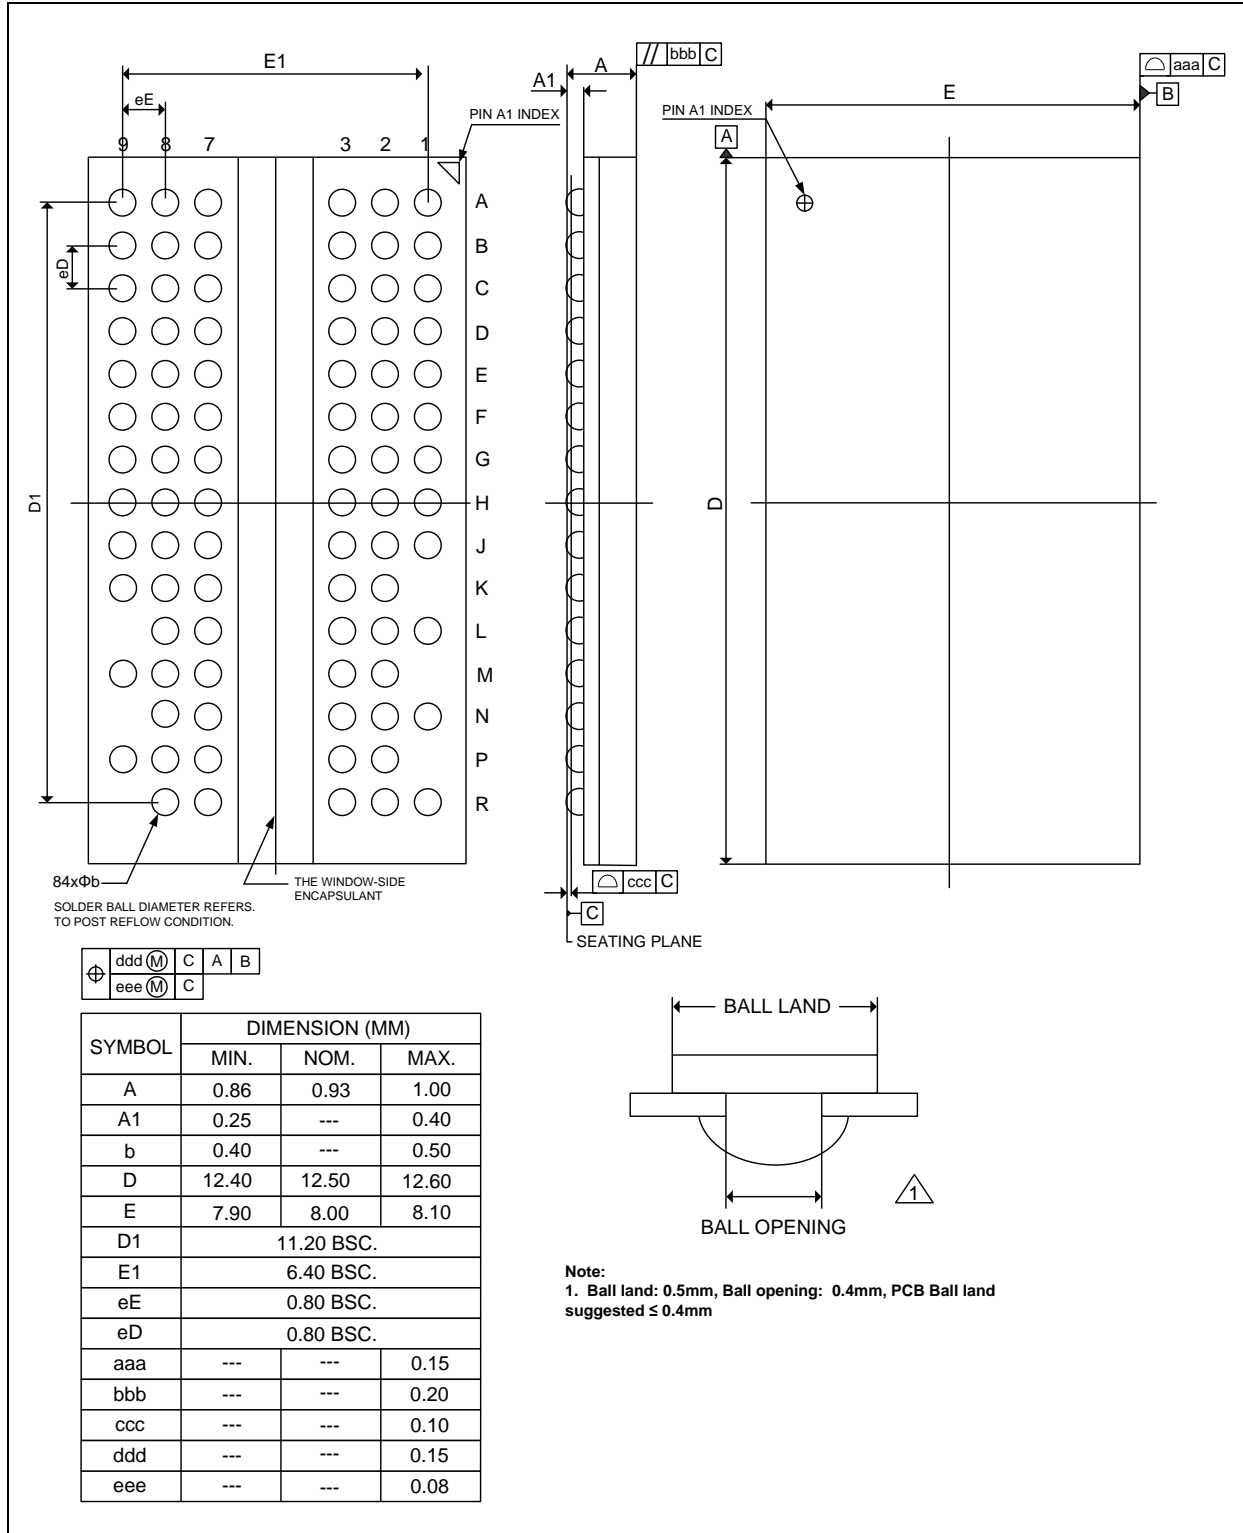 E1
eE
PIN A1 INDEX
9 8 7 3 2 1
A
B
C
D
E
F
G
H
J
K
L
M
N
P
R
eD
D1
84xΦb
SOLDER BALL DIAMETER REFERS.
TO POST REFLOW CONDITION.
THE WINDOW-SIDE
ENCAPSULANT
// bbb C
A
A1
ccc C
C
SEATING PLANE
aaa C
B
E
PIN A1 INDEX
A
D
ddd M C A B
eee M C
SYMBOL DIMENSION (MM)
MIN. NOM. MAX.
A 0.86 0.93 1.00
A1 0.25 --- 0.40
b 0.40 --- 0.50
D 12.40 12.50 12.60
E 7.90 8.00 8.10
D1 11.20 BSC.
E1 6.40 BSC.
eE 0.80 BSC.
eD 0.80 BSC.
aaa --- --- 0.15
bbb --- --- 0.20
ccc --- --- 0.10
ddd --- --- 0.15
eee --- --- 0.08
BALL LAND
1
BALL OPENING
Note:
1. Ball land: 0.5mm, Ball opening: 0.4mm, PCB Ball land
suggested ≤ 0.4mm